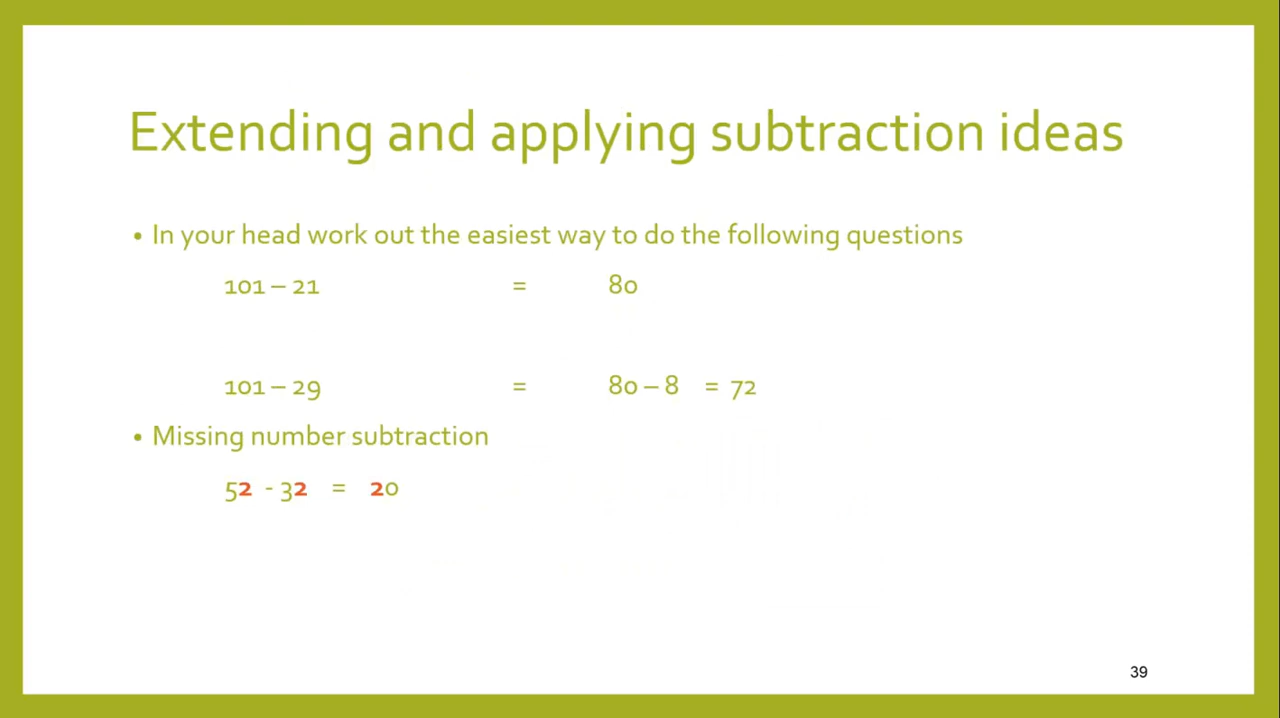 Extending and applying subtraction ideas
• In your head work out the easiest way to do the following questions
101 – 21 = 80
101 – 29 = 80 – 8 = 72
• Missing number subtraction
52 - 32 = 20
39